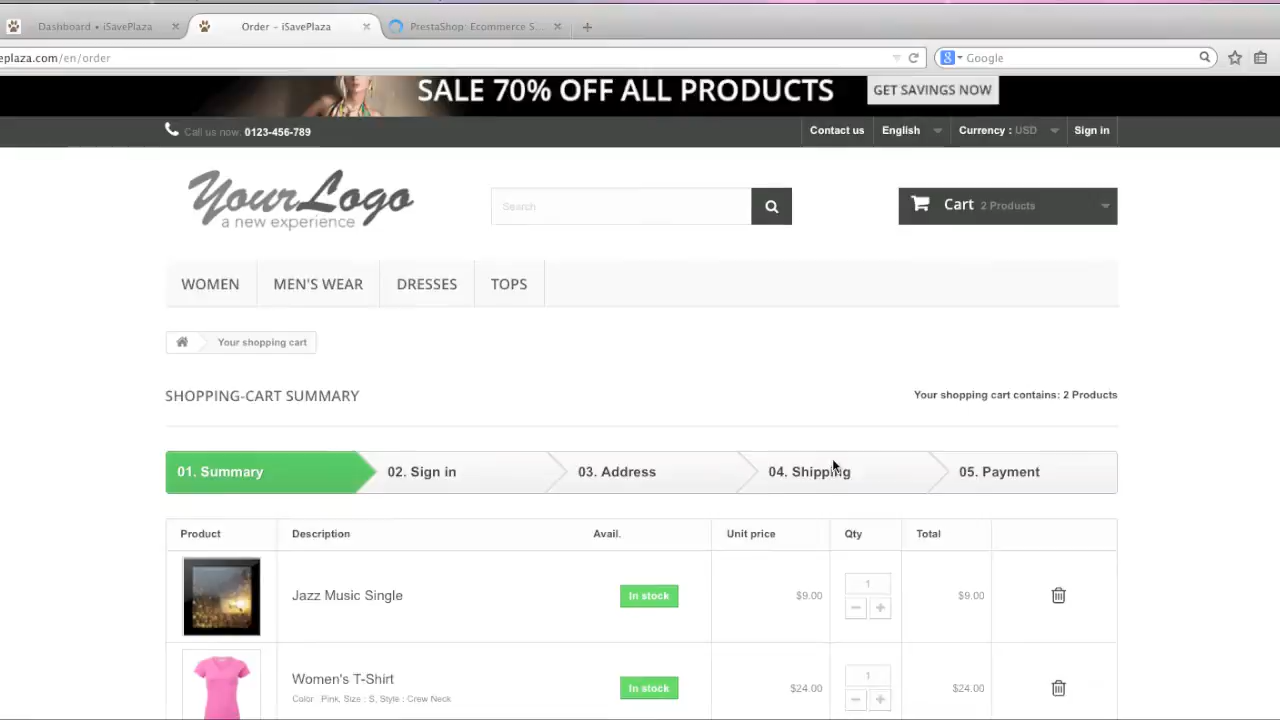 Dashboard • iSavePlaza
Order - iSavePlaza
PrestaShop: Ecommerce S...
eplaza.com/en/order
Google
SALE 70% OFF ALL PRODUCTS
GET SAVINGS NOW
Call us now: 0123-456-789
Contact us
English
Currency : USD
Sign in
YourLogo
a new experience
Search
Cart 2 Products
WOMEN
MEN'S WEAR
DRESSES
TOPS
Your shopping cart
SHOPPING-CART SUMMARY
Your shopping cart contains: 2 Products
01. Summary
02. Sign in
03. Address
04. Shipping
05. Payment
Product
Description
Avail.
Unit price
Qty
Total
Jazz Music Single
In stock
$9.00
1
$9.00
Women's T-Shirt
Color : Pink, Size : S, Style : Crew Neck
In stock
$24.00
1
$24.00